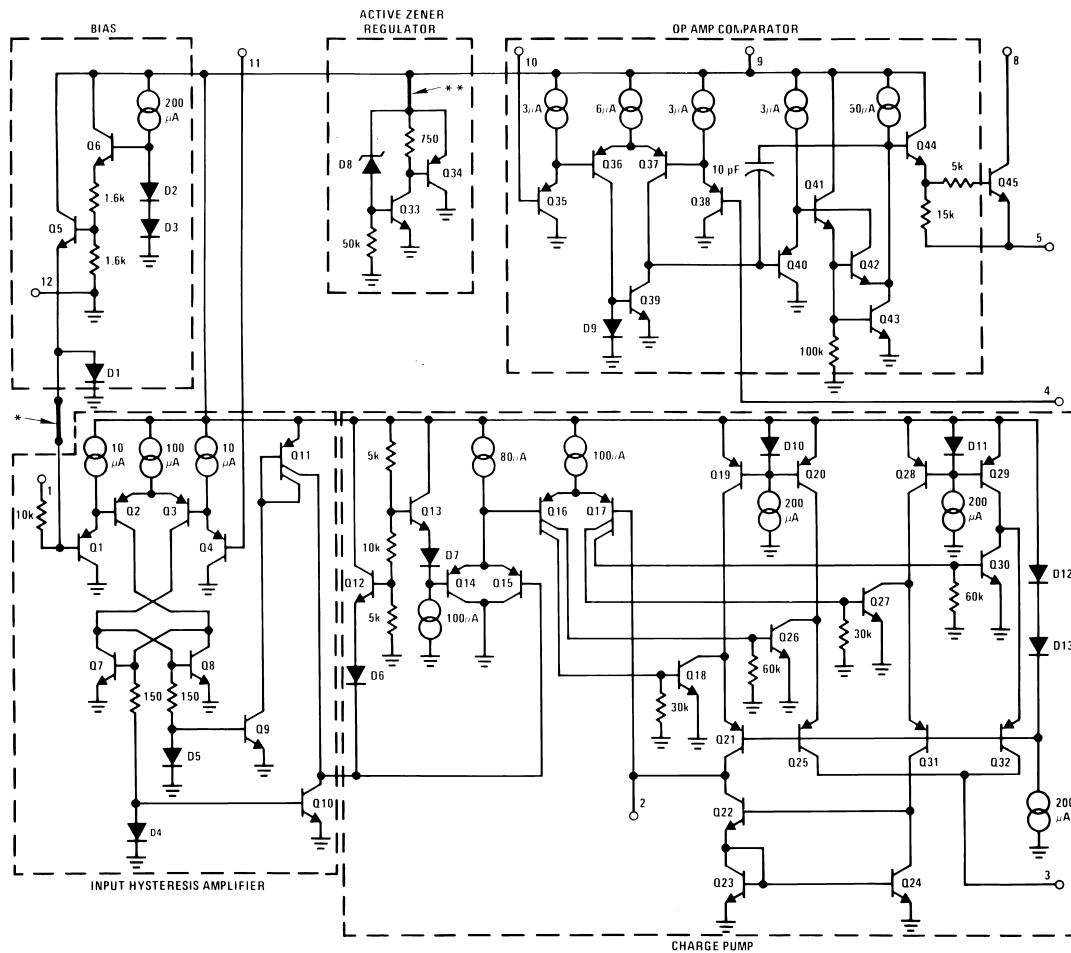 ACTIVE ZENER
REGULATOR
BIAS
OP AMP COMPARATOR
11
10
9
8
* *
200
µA
3µA
6µA
3µA
3µA
50µA
Q6
750
D8
Q34
Q36
Q37
10 pF
Q44
5k
Q45
1.6k
D2
Q35
Q38
Q41
Q5
D3
Q33
15k
1.6k
50k
5
12
Q40
Q42
Q39
D9
Q43
D1
100k
4
*
10
µA
100
µA
10
µA
Q11
5k
80µA
100µA
Q19
D10
Q20
Q28
D11
Q29
1
10k
Q2
Q3
Q13
Q16
Q17
200
µA
200
µA
Q1
Q4
10k
D7
Q30
Q12
Q14
Q15
D12
5k
100µA
Q27
60k
30k
Q26
D13
Q7
Q8
D6
Q18
60k
150
150
30k
Q9
Q21
D5
Q25
Q31
Q32
Q10
2
Q22
200
µA
D4
Q23
Q24
3
INPUT HYSTERESIS AMPLIFIER
CHARGE PUMP